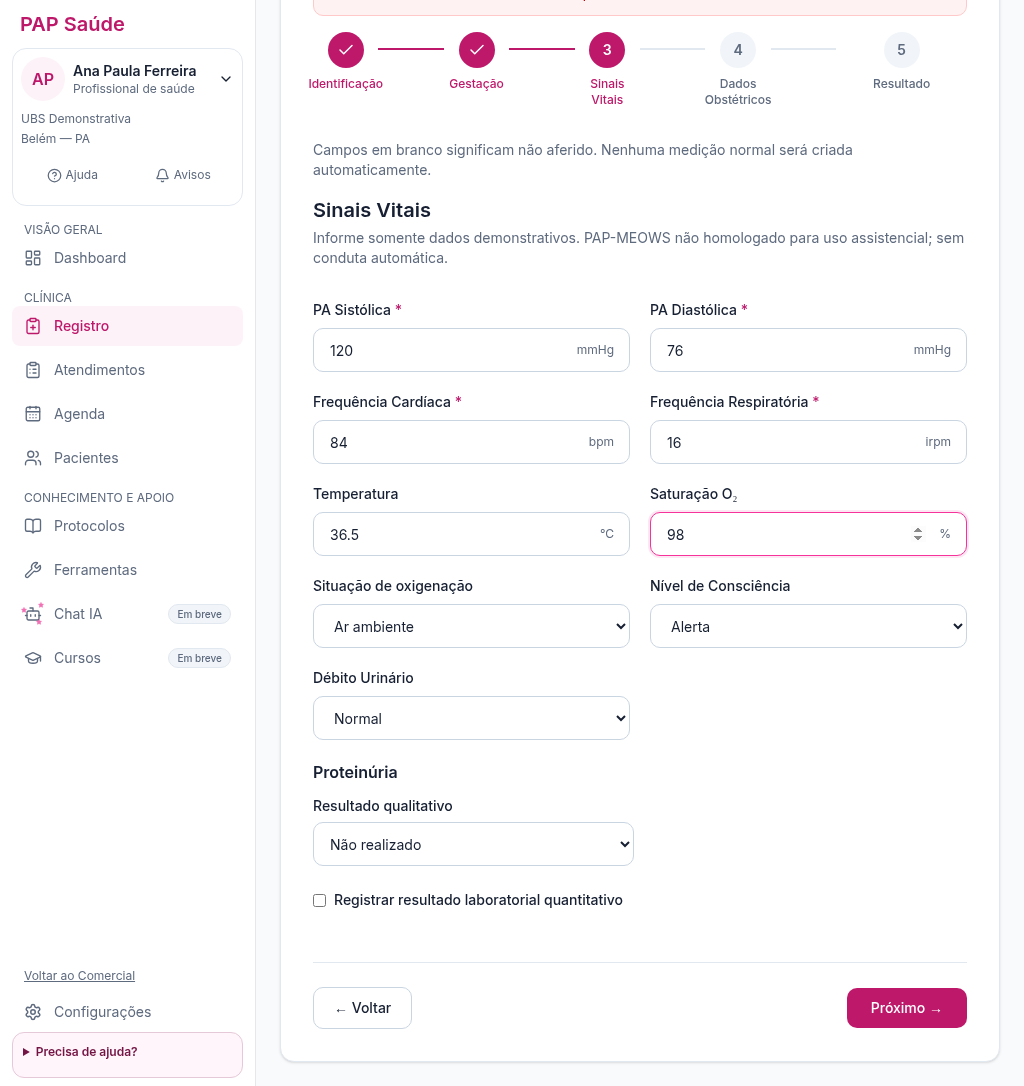 PAP Saúde
AP
Ana Paula Ferreira
Profissional de saúde
UBS Demonstrativa
Belém — PA
Ajuda
Avisos
VISÃO GERAL
Dashboard
CLÍNICA
Registro
Atendimentos
Agenda
Pacientes
CONHECIMENTO E APOIO
Protocolos
Ferramentas
Chat IA
Em breve
Cursos
Em breve
Voltar ao Comercial
Configurações
Precisa de ajuda?
Identificação
Gestação
3
Sinais
Vitais
4
Dados
Obstétricos
5
Resultado
Campos em branco significam não aferido. Nenhuma medição normal será criada
automaticamente.
Sinais Vitais
Informe somente dados demonstrativos. PAP-MEOWS não homologado para uso assistencial; sem
conduta automática.
PA Sistólica *
120 mmHg
PA Diastólica *
76 mmHg
Frequência Cardíaca *
84 bpm
Frequência Respiratória *
16 irpm
Temperatura
36.5 °C
Saturação O₂
98 %
Situação de oxigenação
Ar ambiente
Nível de Consciência
Alerta
Débito Urinário
Normal
Proteinúria
Resultado qualitativo
Não realizado
Registrar resultado laboratorial quantitativo
← Voltar
Próximo →